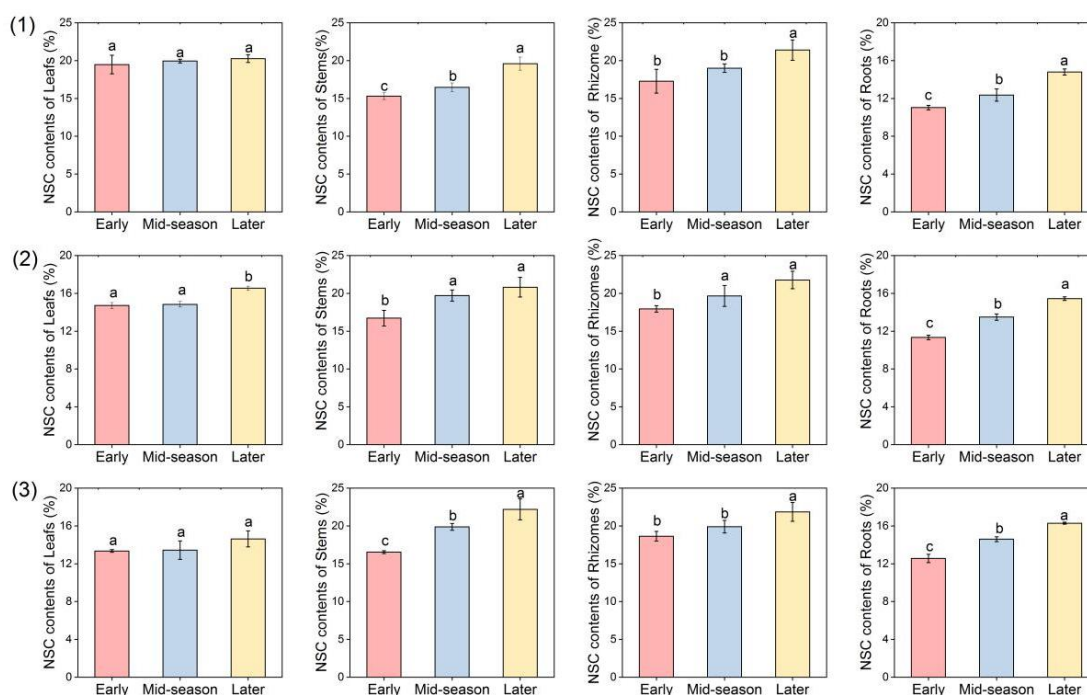 (1)
NSC contents of Leafs (%)
25
20
15
10
5
0
a
a
a
Early Mid-season Later
NSC contents of Stems(%)
25
20
15
10
5
0
c
b
a
Early Mid-season Later
NSC contents of Rhizome (%)
25
20
15
10
5
0
b
b
a
Early Mid-season Later
NSC contents of Roots (%)
20
16
12
8
4
0
c
b
a
Early Mid-season Later
(2)
NSC contents of Leafs (%)
20
16
12
8
4
0
a
a
b
Early Mid-season Later
NSC contents of Stems (%)
25
20
15
10
5
0
b
a
a
Early Mid-season Later
NSC contents of Rhizomes (%)
25
20
15
10
5
0
b
a
a
Early Mid-season Later
NSC contents of Roots (%)
20
16
12
8
4
0
c
b
a
Early Mid-season Later
(3)
NSC contents of Leafs (%)
20
16
12
8
4
0
a
a
a
Early Mid-season Later
NSC contents of Stems (%)
25
20
15
10
5
0
c
b
a
Early Mid-season Later
NSC contents of Rhizomes (%)
25
20
15
10
5
0
b
b
a
Early Mid-season Later
NSC contents of Roots (%)
20
16
12
8
4
0
c
b
a
Early Mid-season Later